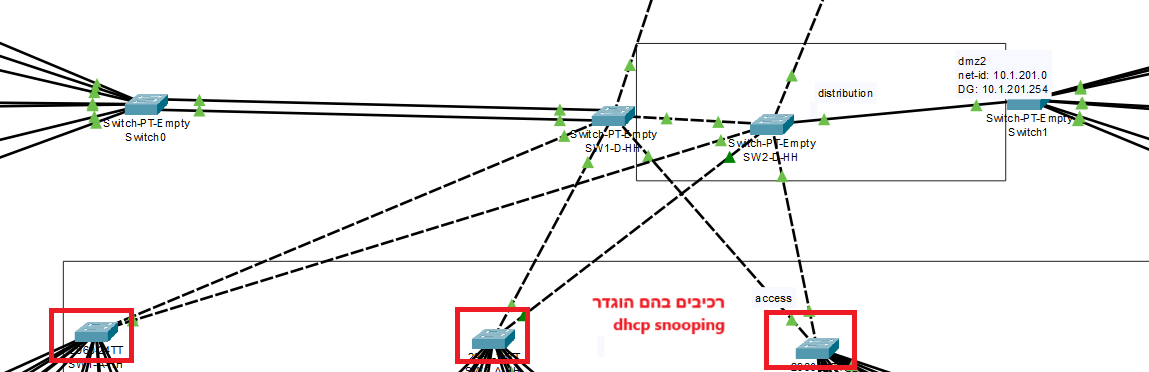 dmz2
net-id: 10.1.201.0
DG: 10.1.201.254
distribution
Switch-PT-Empty
Switch0
Switch-PT-Empty
SW1-D-HH
Switch-PT-Empty
SW2-D-HH
Switch-PT-Empty
Switch1
access
רכיבים בהם הוגדר
dhcp snooping